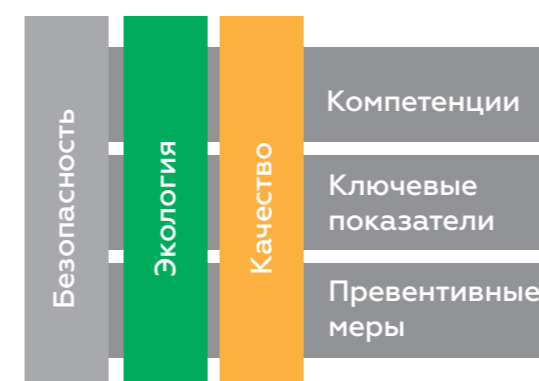 Безопасность
Экология
Качество
Компетенции
Ключевые
показатели
Превентивные
меры